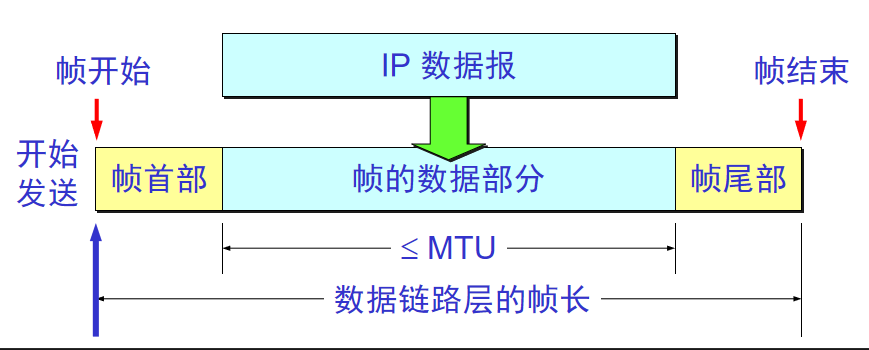 IP 数据报
帧开始
帧结束
开始
发送
帧首部
帧的数据部分
帧尾部
≤ MTU
数据链路层的帧长